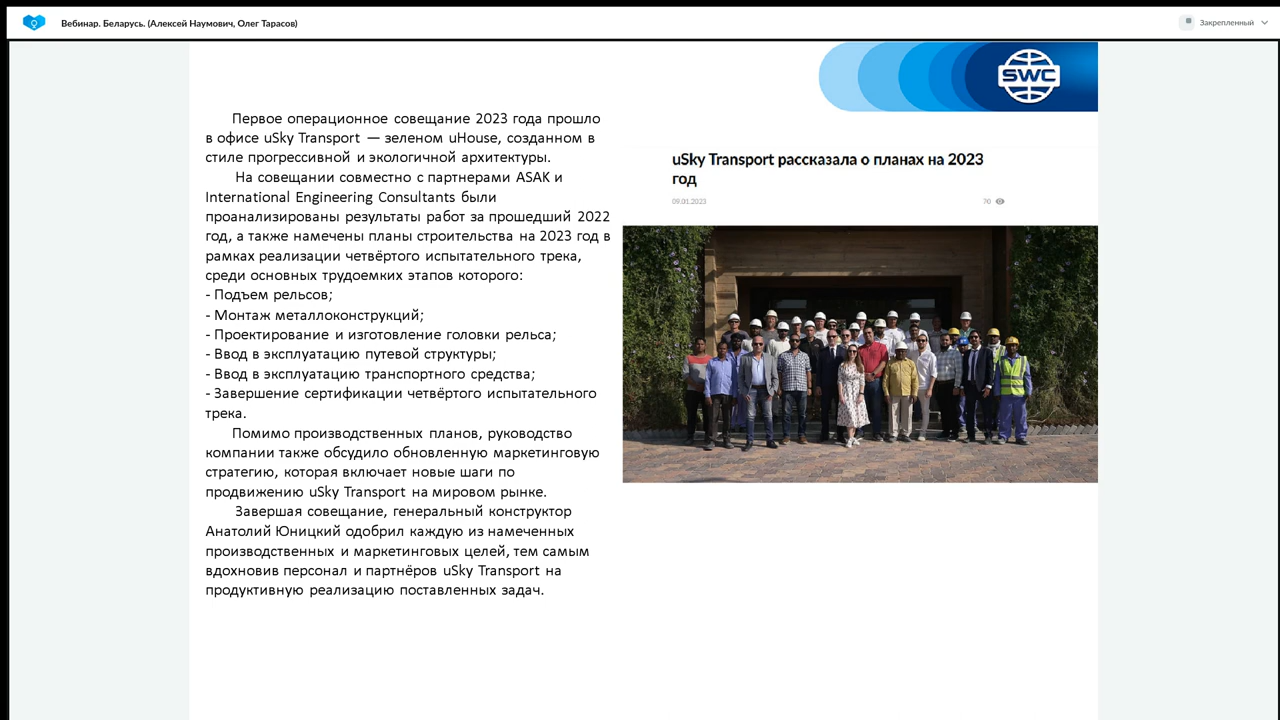 Вебинар. Беларусь. (Алексей Наумович, Олег Тарасов)
Закрепленный
SWC
Первое операционное совещание 2023 года прошло
в офисе uSky Transport — зеленом uHouse, созданном в
стиле прогрессивной и экологичной архитектуры.
На совещании совместно с партнерами ASAK и
International Engineering Consultants были
проанализированы результаты работ за прошедший 2022
год, а также намечены планы строительства на 2023 год в
рамках реализации четвёртого испытательного трека,
среди основных трудоемких этапов которого:
- Подъем рельсов;
- Монтаж металлоконструкций;
- Проектирование и изготовление головки рельса;
- Ввод в эксплуатацию путевой структуры;
- Ввод в эксплуатацию транспортного средства;
- Завершение сертификации четвёртого испытательного
трека.
Помимо производственных планов, руководство
компании также обсудило обновленную маркетинговую
стратегию, которая включает новые шаги по
продвижению uSky Transport на мировом рынке.
Завершая совещание, генеральный конструктор
Анатолий Юницкий одобрил каждую из намеченных
производственных и маркетинговых целей, тем самым
вдохновив персонал и партнёров uSky Transport на
продуктивную реализацию поставленных задач.
uSky Transport рассказала о планах на 2023
год
09.01.2023
70